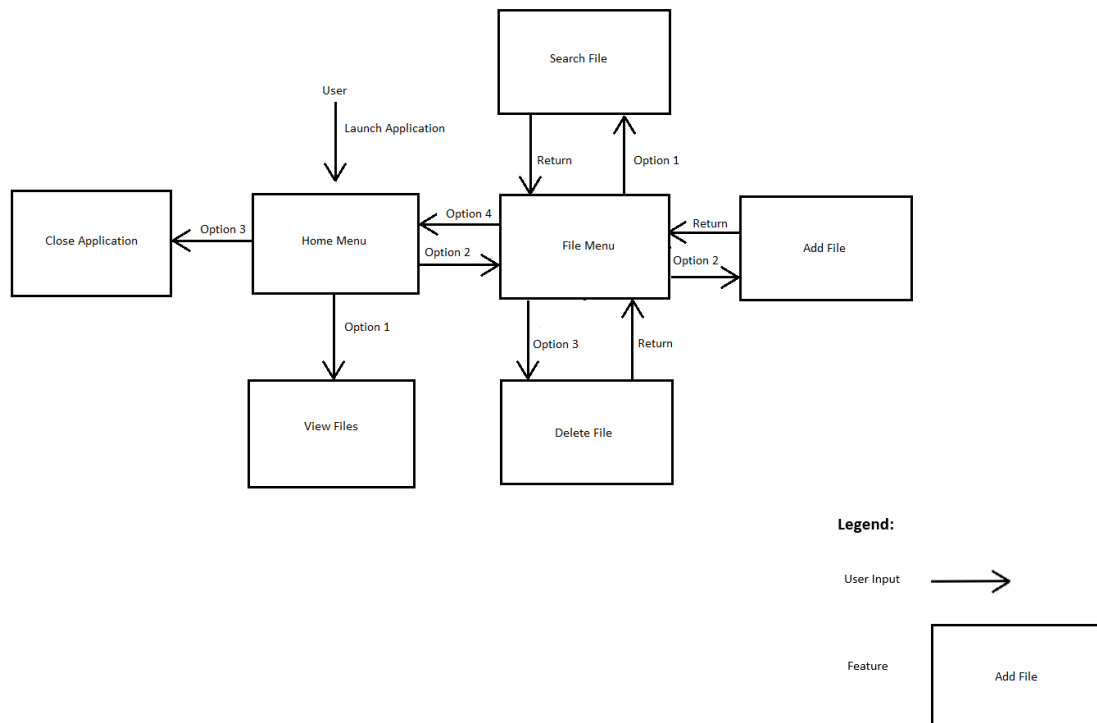 Search File
User
Launch Application
Return
Option 1
Close Application
Option 3
Home Menu
Option 4
Option 2
File Menu
Return
Option 2
Add File
Option 1
Option 3
Return
View Files
Delete File
Legend:
User Input
Feature
Add File